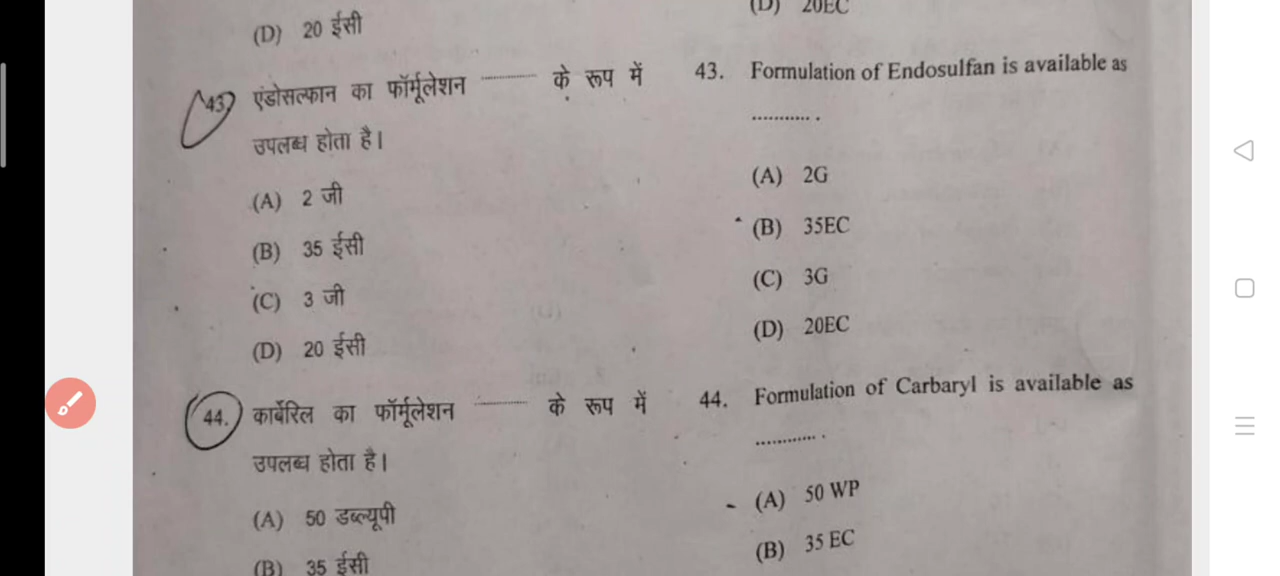 (D) 20 ईसी
(D) 20EC
43. एंडोसल्फान का फॉर्मूलेशन ............ के रूप में
उपलब्ध होता है।
(A) 2 जी
(B) 35 ईसी
(C) 3 जी
(D) 20 ईसी
44. कार्बेरिल का फॉर्मूलेशन ............ के रूप में
उपलब्ध होता है।
(A) 50 डब्ल्यूपी
(B) 35 ईसी
43. Formulation of Endosulfan is available as
........... .
(A) 2G
(B) 35EC
(C) 3G
(D) 20EC
44. Formulation of Carbaryl is available as
............ .
(A) 50 WP
(B) 35 EC